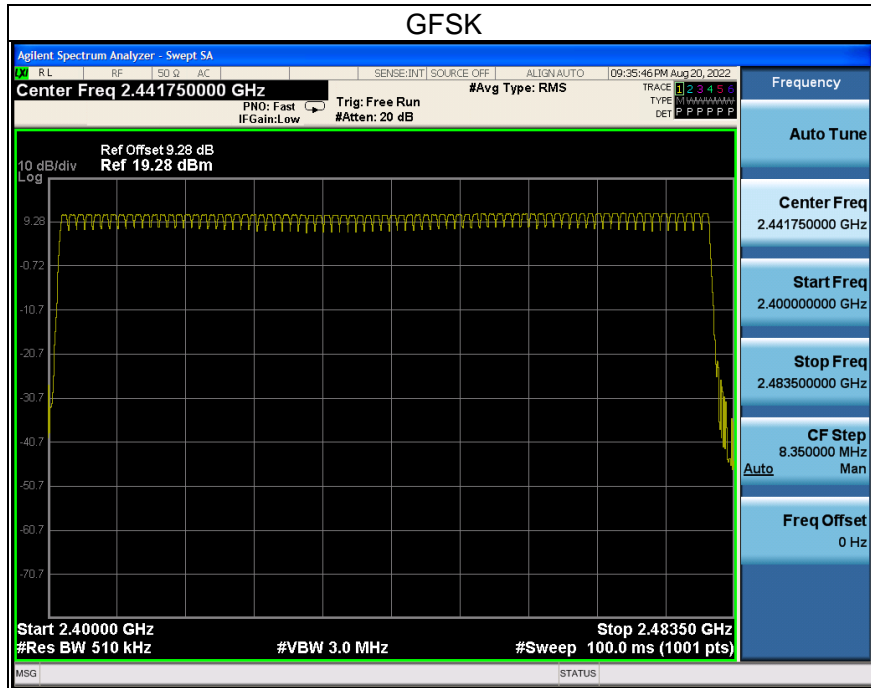 GFSK
Agilent Spectrum Analyzer - Swept SA
LXI RL RF 50 Ω AC SENSE:INT SOURCE OFF ALIGN AUTO 09:35:46 PM Aug 20, 2022
Center Freq 2.441750000 GHz #Avg Type: RMS TRACE 1 2 3 4 5 6
PNO: Fast Trig: Free Run TYPE M WWWWW
IFGain:Low #Atten: 20 dB DET P P P P P P
Ref Offset 9.28 dB
10 dB/div Ref 19.28 dBm
Log
9.28
-0.72
-10.7
-20.7
-30.7
-40.7
-50.7
-60.7
-70.7
Start 2.40000 GHz Stop 2.48350 GHz
#Res BW 510 kHz #VBW 3.0 MHz #Sweep 100.0 ms (1001 pts)
MSG STATUS
Frequency
Auto Tune
Center Freq
2.441750000 GHz
Start Freq
2.400000000 GHz
Stop Freq
2.483500000 GHz
CF Step
8.350000 MHz
Auto Man
Freq Offset
0 Hz